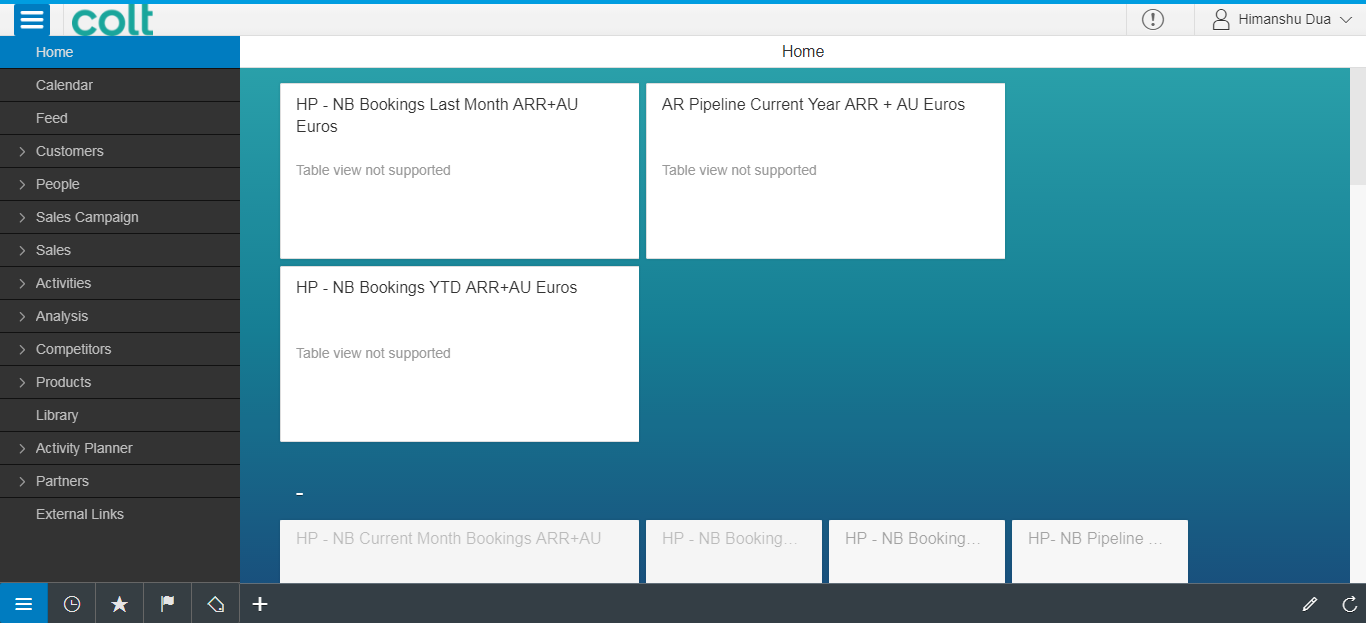 colt
Himanshu Dua
Home
Home
Calendar
Feed
Customers
People
Sales Campaign
Sales
Activities
Analysis
Competitors
Products
Library
Activity Planner
Partners
External Links
HP - NB Bookings Last Month ARR+AU
Euros
Table view not supported
AR Pipeline Current Year ARR + AU Euros
Table view not supported
HP - NB Bookings YTD ARR+AU Euros
Table view not supported
-
HP - NB Current Month Bookings ARR+AU
HP - NB Booking...
HP - NB Booking...
HP- NB Pipeline ...